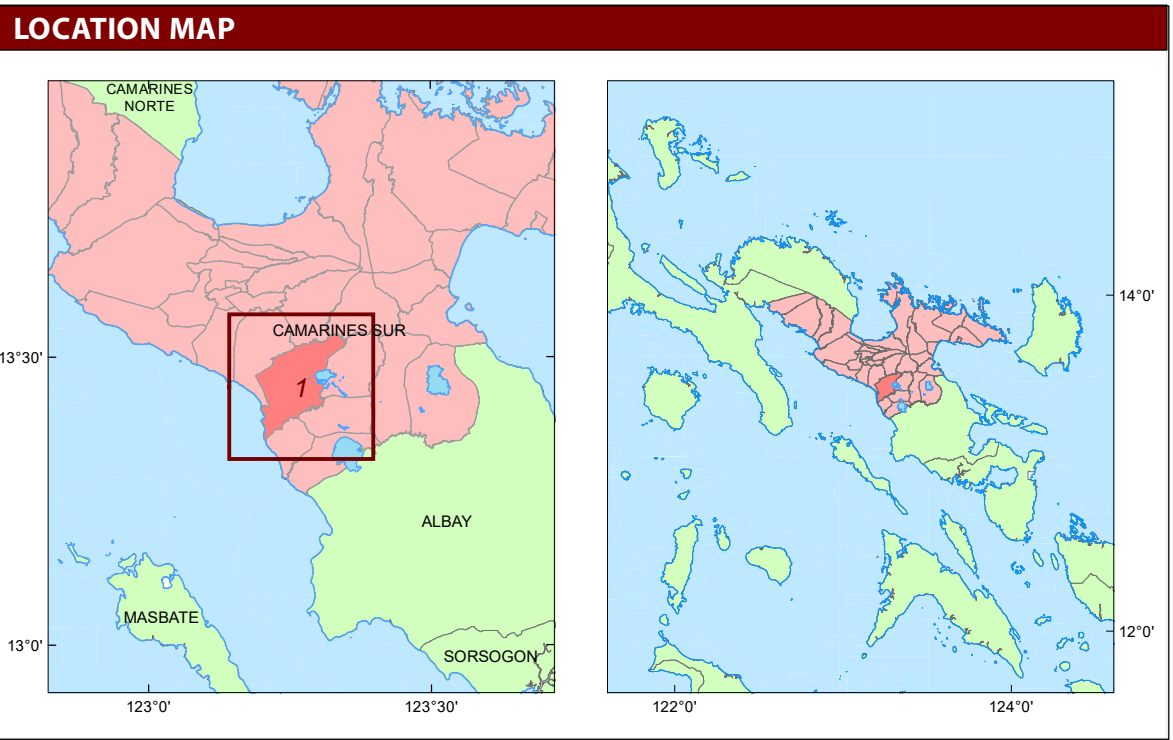 LOCATION MAP
CAMARINES
NORTE
CAMARINES SUR
1
ALBAY
MASBATE
SORSOGON
13°30'
13°0'
123°0'
123°30'
14°0'
12°0'
122°0'
124°0'